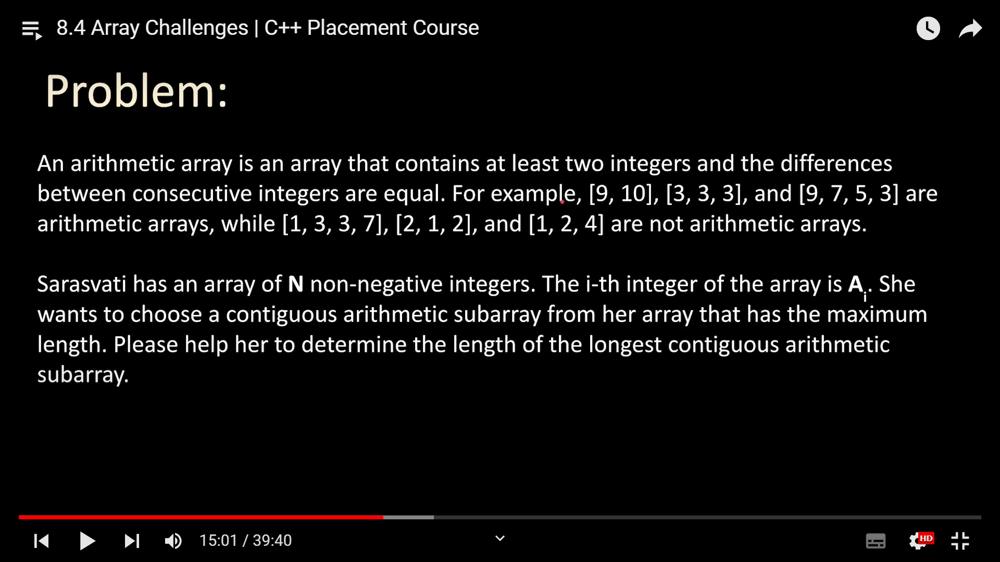 8.4 Array Challenges | C++ Placement Course
Problem:
An arithmetic array is an array that contains at least two integers and the differences
between consecutive integers are equal. For example, [9, 10], [3, 3, 3], and [9, 7, 5, 3] are
arithmetic arrays, while [1, 3, 3, 7], [2, 1, 2], and [1, 2, 4] are not arithmetic arrays.
Sarasvati has an array of N non-negative integers. The i-th integer of the array is Aᵢ. She
wants to choose a contiguous arithmetic subarray from her array that has the maximum
length. Please help her to determine the length of the longest contiguous arithmetic
subarray.
15:01 / 39:40
HD